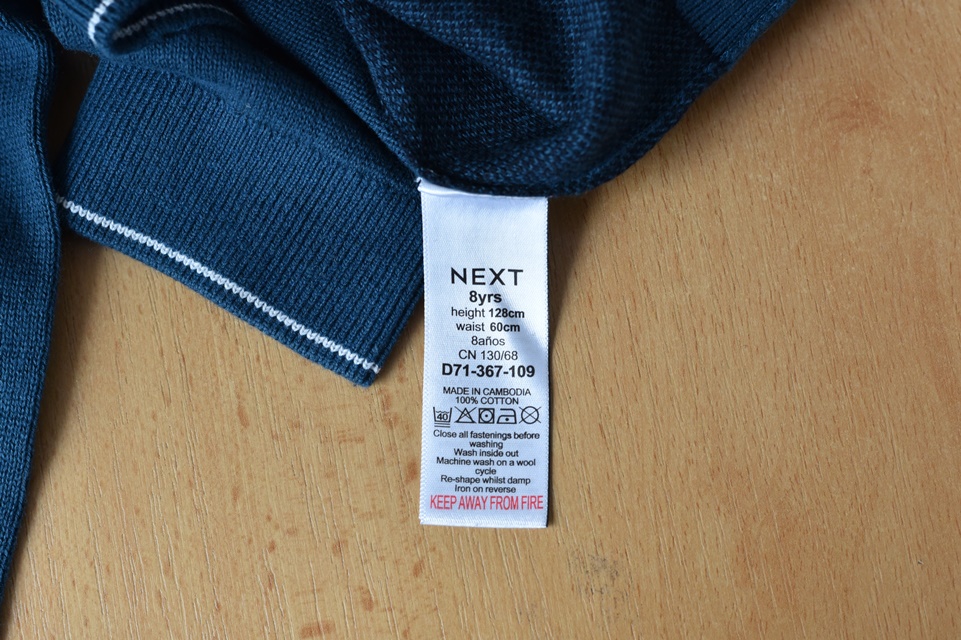 NEXT
8yrs
height 128cm
waist 60cm
8años
CN 130/68
D71-367-109
MADE IN CAMBODIA
100% COTTON
40
Close all fastenings before
washing
Wash inside out
Machine wash on a wool
cycle
Re-shape whilst damp
Iron on reverse
KEEP AWAY FROM FIRE